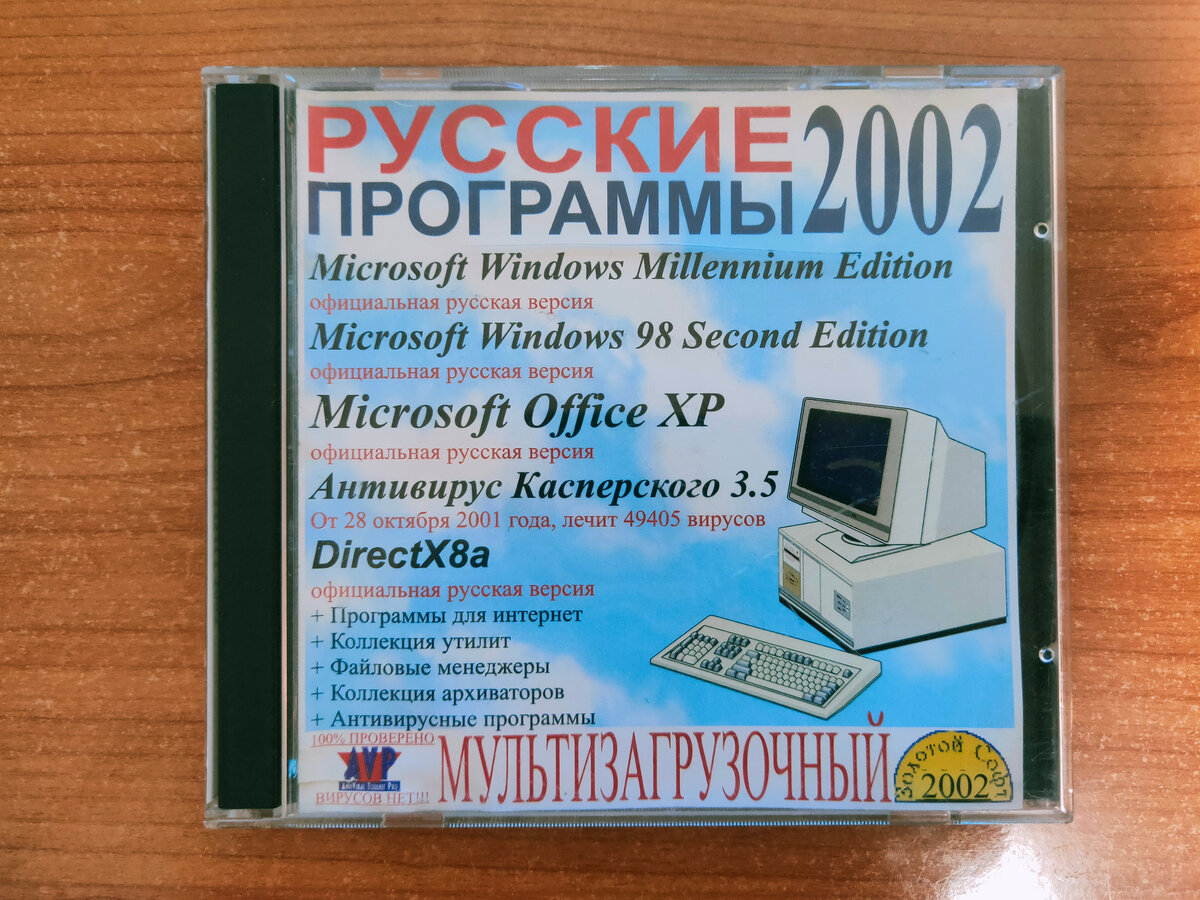 РУССКИЕ
ПРОГРАММЫ 2002
Microsoft Windows Millennium Edition
официальная русская версия
Microsoft Windows 98 Second Edition
официальная русская версия
Microsoft Office XP
официальная русская версия
Антивирус Касперского 3.5
От 28 октября 2001 года, лечит 49405 вирусов
DirectX8a
официальная русская версия
+ Программы для интернет
+ Коллекция утилит
+ Файловые менеджеры
+ Коллекция архиваторов
+ Антивирусные программы
100% ПРОВЕРЕНО
AVP
AntiViral Toolkit Pro
ВИРУСОВ НЕТ!!!
МУЛЬТИЗАГРУЗОЧНЫЙ
Золотой Софт
2002